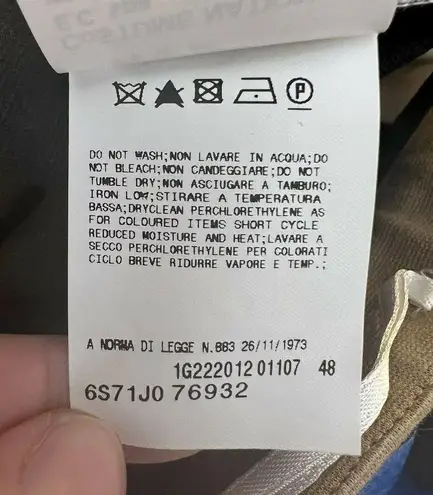 P
DO NOT WASH;NON LAVARE IN ACQUA;DO
NOT BLEACH;NON CANDEGGIARE;DO NOT
TUMBLE DRY;NON ASCIUGARE A TAMBURO;
IRON LOW;STIRARE A TEMPERATURA
BASSA;DRYCLEAN PERCHLORETHYLENE AS
FOR COLOURED ITEMS SHORT CYCLE
REDUCED MOISTURE AND HEAT;LAVARE A
SECCO PERCHLORETHYLENE PER COLORATI
CICLO BREVE RIDURRE VAPORE E TEMP.;
A NORMA DI LEGGE N.883 26/11/1973
1G222012 01107 48
6S71J0 76932